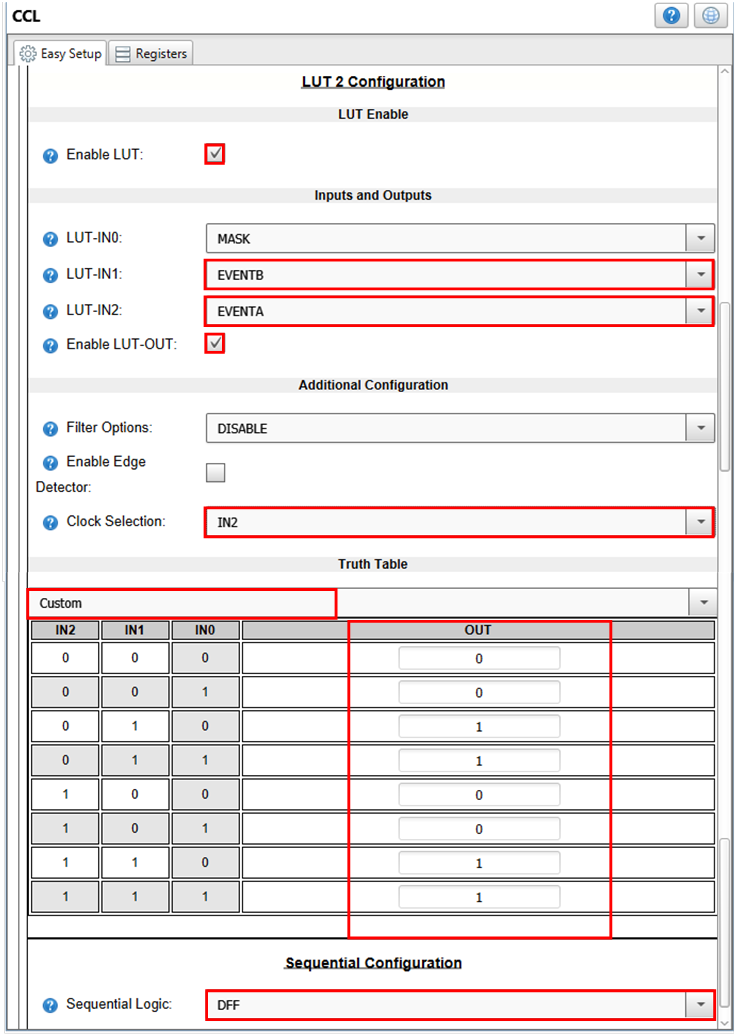 CCL
Easy Setup Registers
LUT 2 Configuration
LUT Enable
Enable LUT:
Inputs and Outputs
LUT-IN0: MASK
LUT-IN1: EVENTB
LUT-IN2: EVENTA
Enable LUT-OUT:
Additional Configuration
Filter Options: DISABLE
Enable Edge
Detector:
Clock Selection: IN2
Truth Table
Custom
IN2 IN1 IN0 OUT
0 0 0 0
0 0 1 0
0 1 0 1
0 1 1 1
1 0 0 0
1 0 1 0
1 1 0 1
1 1 1 1
Sequential Configuration
Sequential Logic: DFF